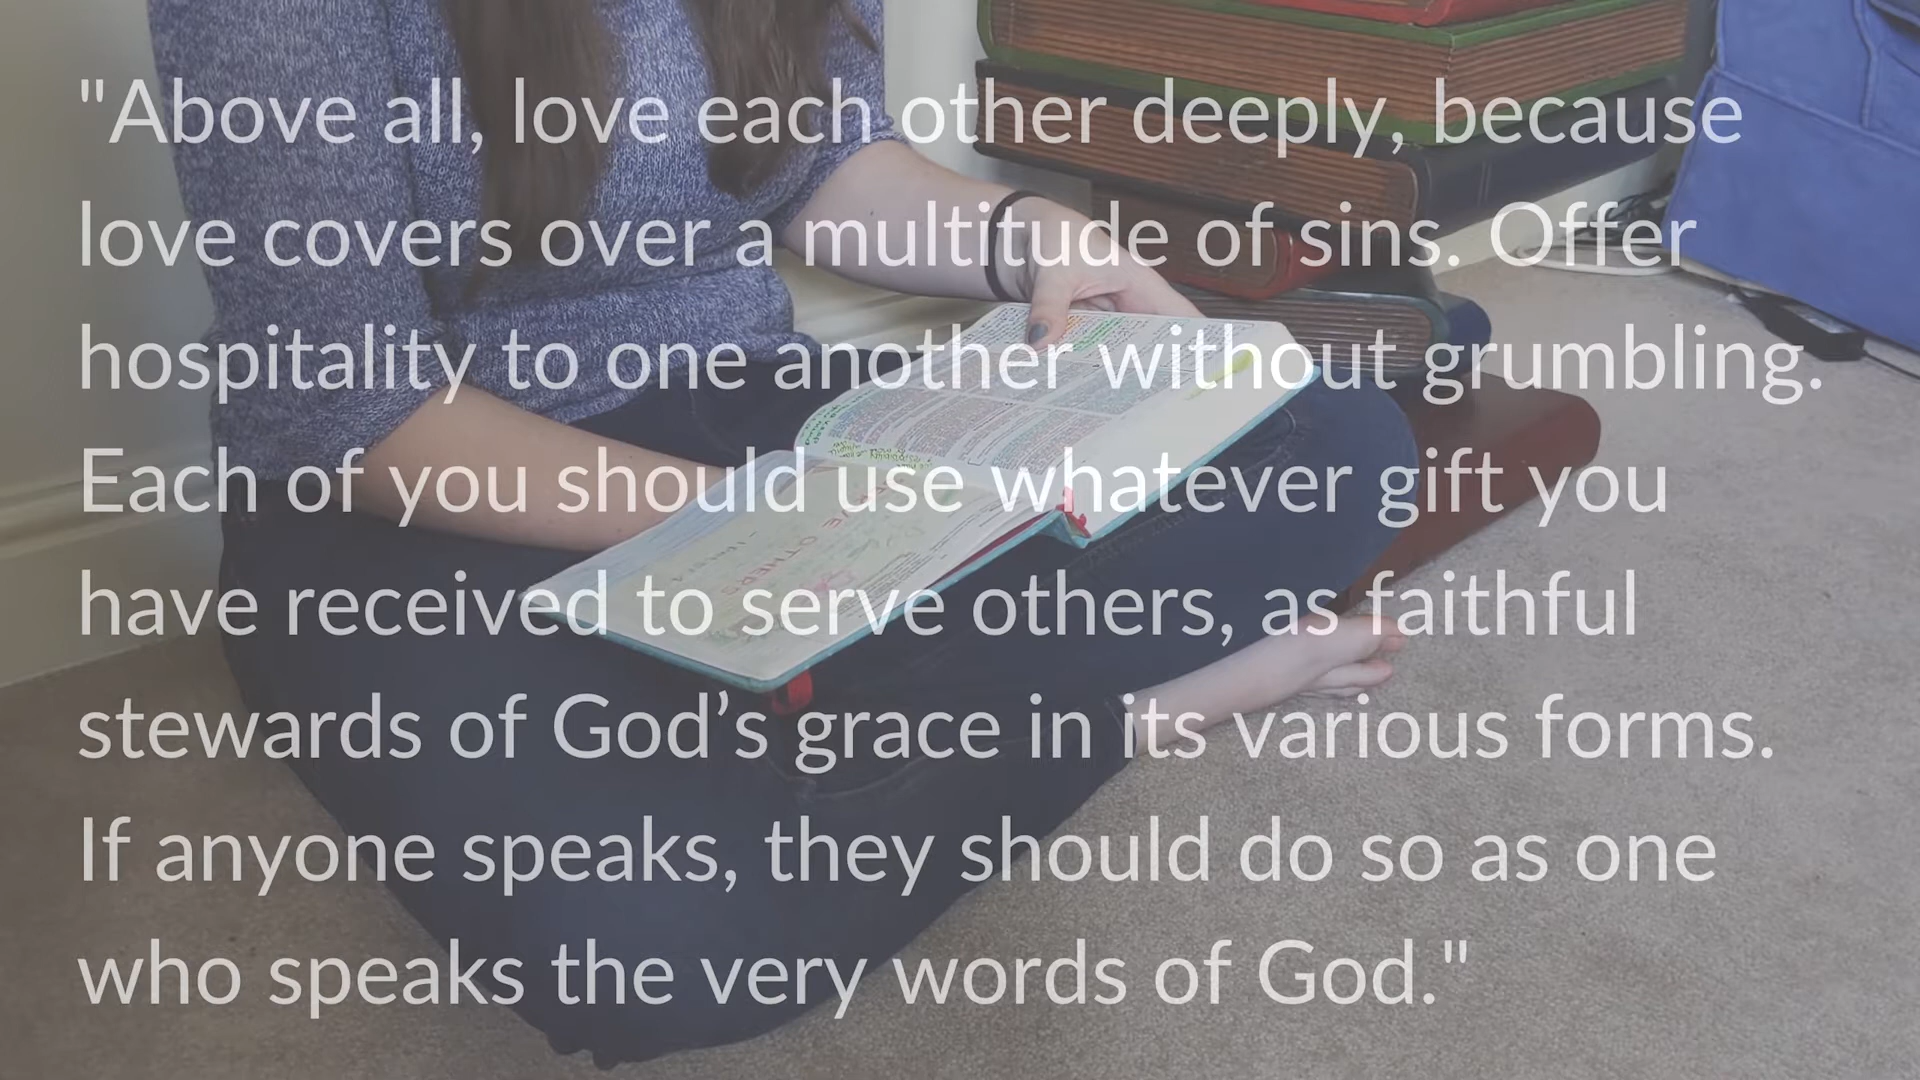 "Above all, love each other deeply, because
love covers over a multitude of sins. Offer
hospitality to one another without grumbling.
Each of you should use whatever gift you
have received to serve others, as faithful
stewards of God’s grace in its various forms.
If anyone speaks, they should do so as one
who speaks the very words of God."